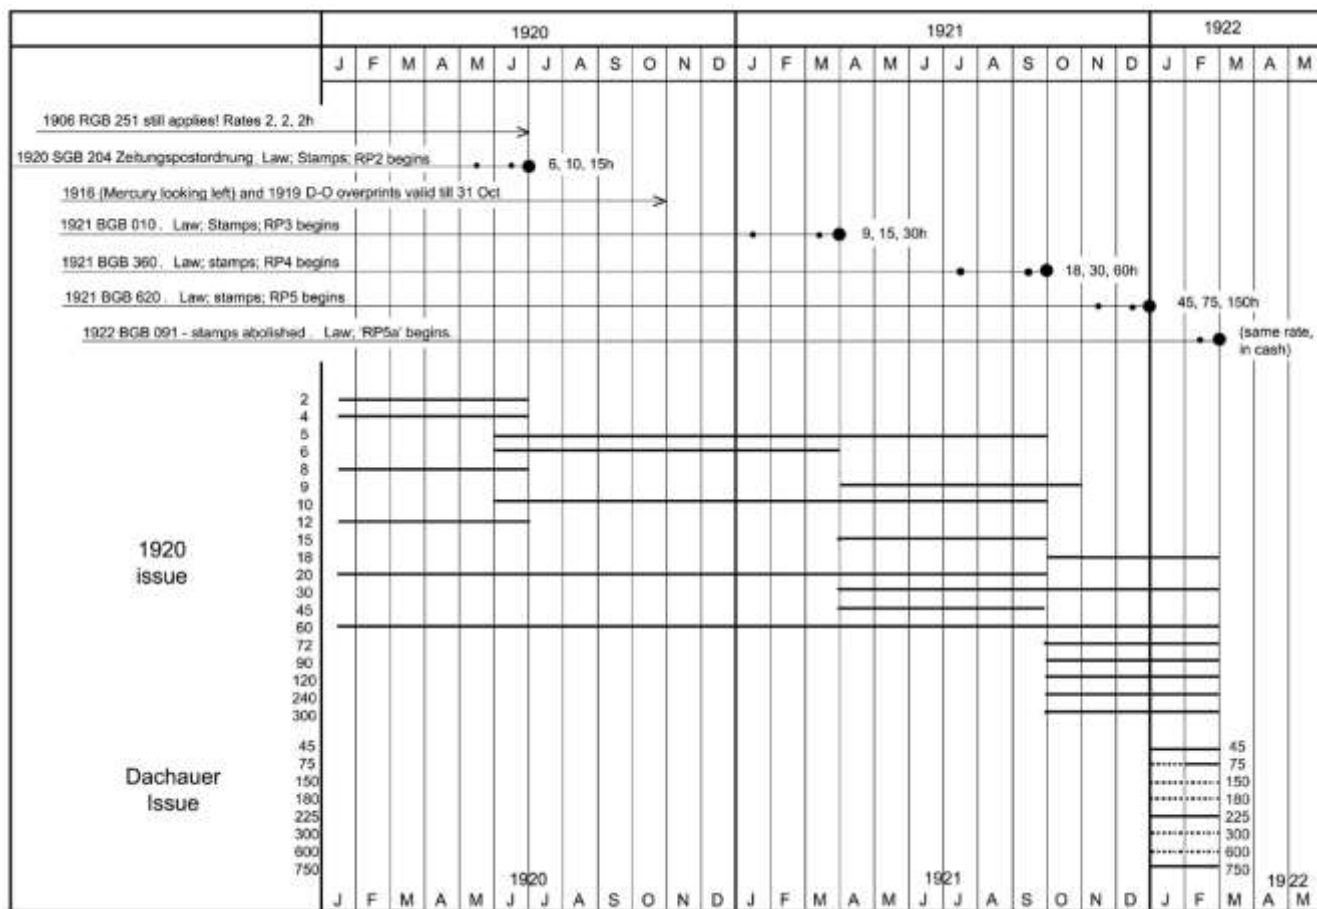 1920 1921 1922
J F M A M J J A S O N D J F M A M J J A S O N D J F M A M
1906 RGB 251 still applies! Rates 2, 2, 2h
1920 SGB 204 Zeitungspostordnung. Law; Stamps; RP2 begins 6, 10, 15h
1916 (Mercury looking left) and 1919 D-O overprints valid till 31 Oct
1921 BGB 010 . Law; Stamps; RP3 begins 9, 15, 30h
1921 BGB 360 . Law; stamps; RP4 begins 18, 30, 60h
1921 BGB 620 . Law; stamps; RP5 begins 45, 75, 150h
1922 BGB 091 - stamps abolished . Law; 'RP5a' begins. (same rate,
in cash)
1920
issue
2
4
5
6
8
9
10
12
15
18
20
30
45
60
72
90
120
240
300
Dachauer
Issue
45 45
75 75
150 150
180 180
225 225
300 300
600 600
750 750
1920 1921 1922
J F M A M J J A S O N D J F M A M J J A S O N D J F M A M